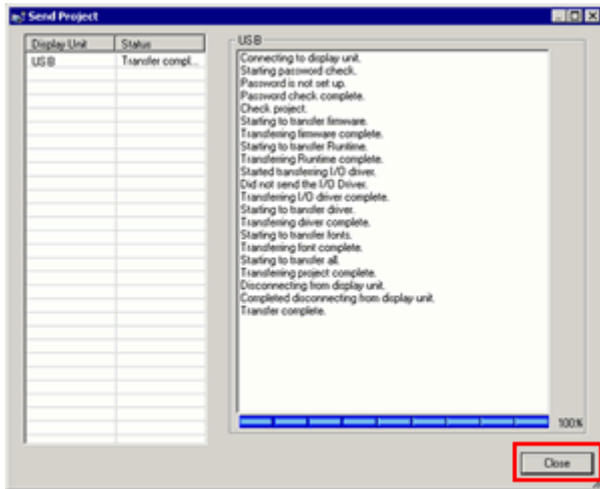 Send Project
Display Unit Status
USB Transfer compl...
USB
Connecting to display unit.
Starting password check.
Password is not set up.
Password check complete.
Check project.
Starting to transfer firmware.
Transferring firmware complete.
Starting to transfer Runtime.
Transferring Runtime complete.
Started transferring I/O driver.
Did not send the I/O Driver.
Transferring I/O driver complete.
Starting to transfer driver.
Transferring driver complete.
Starting to transfer fonts.
Transferring font complete.
Starting to transfer all.
Transferring project complete.
Disconnecting from display unit.
Completed disconnecting from display unit.
Transfer complete.
100%
Close